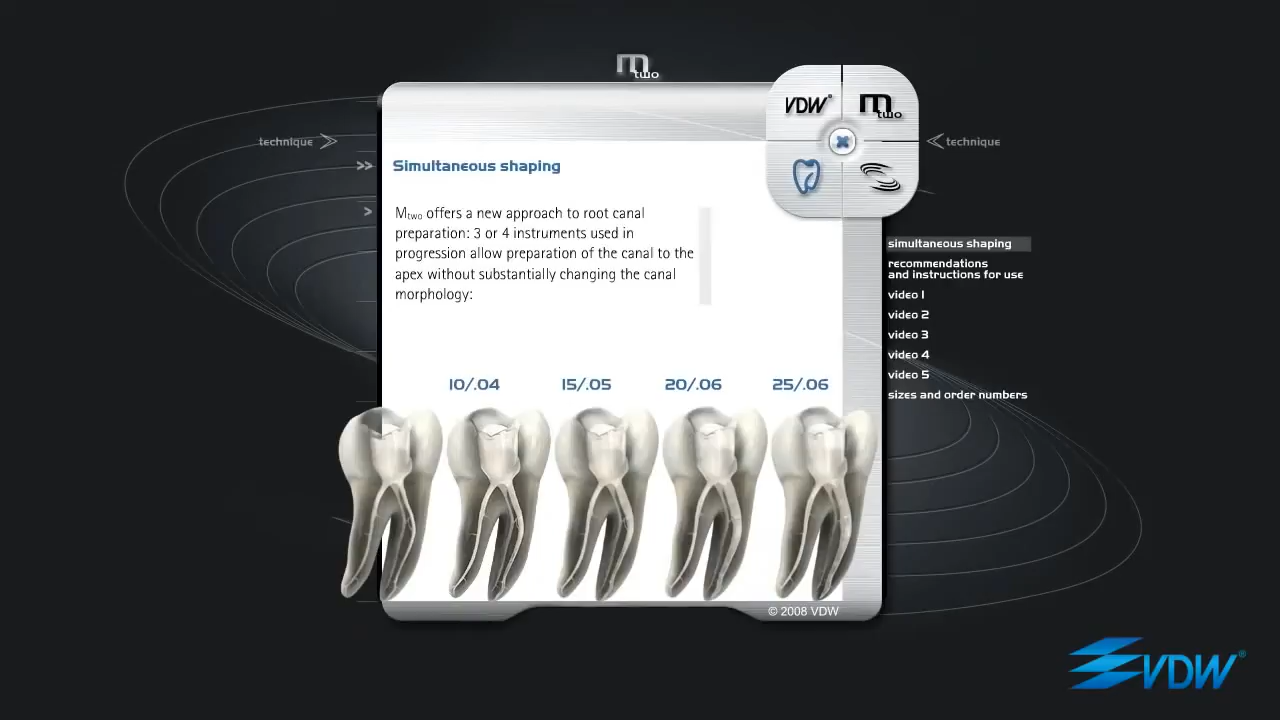 mtwo
VDW®
mtwo
technique
technique
Simultaneous shaping
Mtwo offers a new approach to root canal
preparation: 3 or 4 instruments used in
progression allow preparation of the canal to the
apex without substantially changing the canal
morphology:
simultaneous shaping
recommendations
and instructions for use
video 1
video 2
video 3
video 4
video 5
sizes and order numbers
10/.04 15/.05 20/.06 25/.06
© 2008 VDW
VDW®